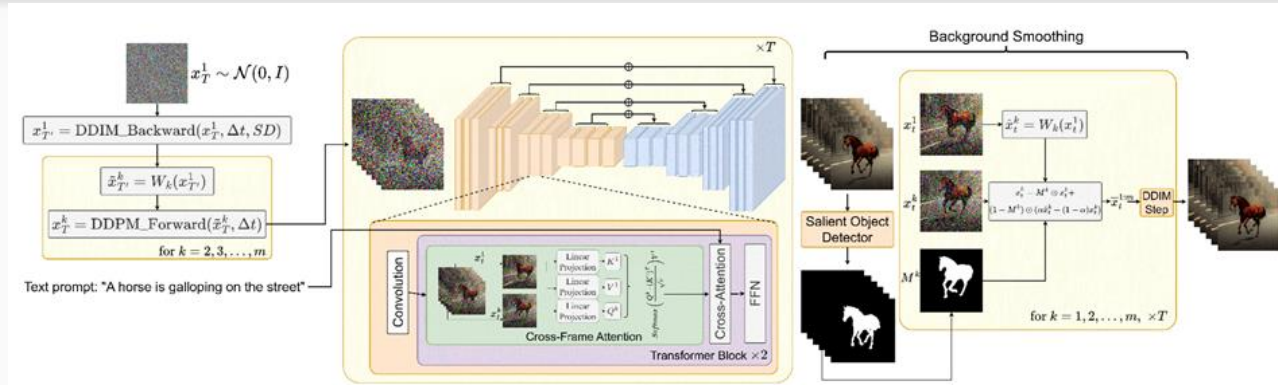 x_T^1 ∼ N(0, I)
x_{T'}^1 = DDIM_Backward(x_T^1, Δt, SD)
x̃_{T'}^k = W_k(x_{T'}^1)
x_T^k = DDPM_Forward(x̃_{T'}^k, Δt)
for k = 2, 3, . . . , m
Text prompt: "A horse is galloping on the street"
×T
Convolution
x_t^1
Linear Projection
K^1
Linear Projection
V^1
Linear Projection
Q^k
Cross-Frame Attention
Cross-Attention
FFN
Transformer Block ×2
Background Smoothing
Salient Object
Detector
x_t^1
x̂_t^k = W_k(x_t^1)
x_t^k
M^k
DDIM
Step
for k = 1, 2, . . . , m, ×T